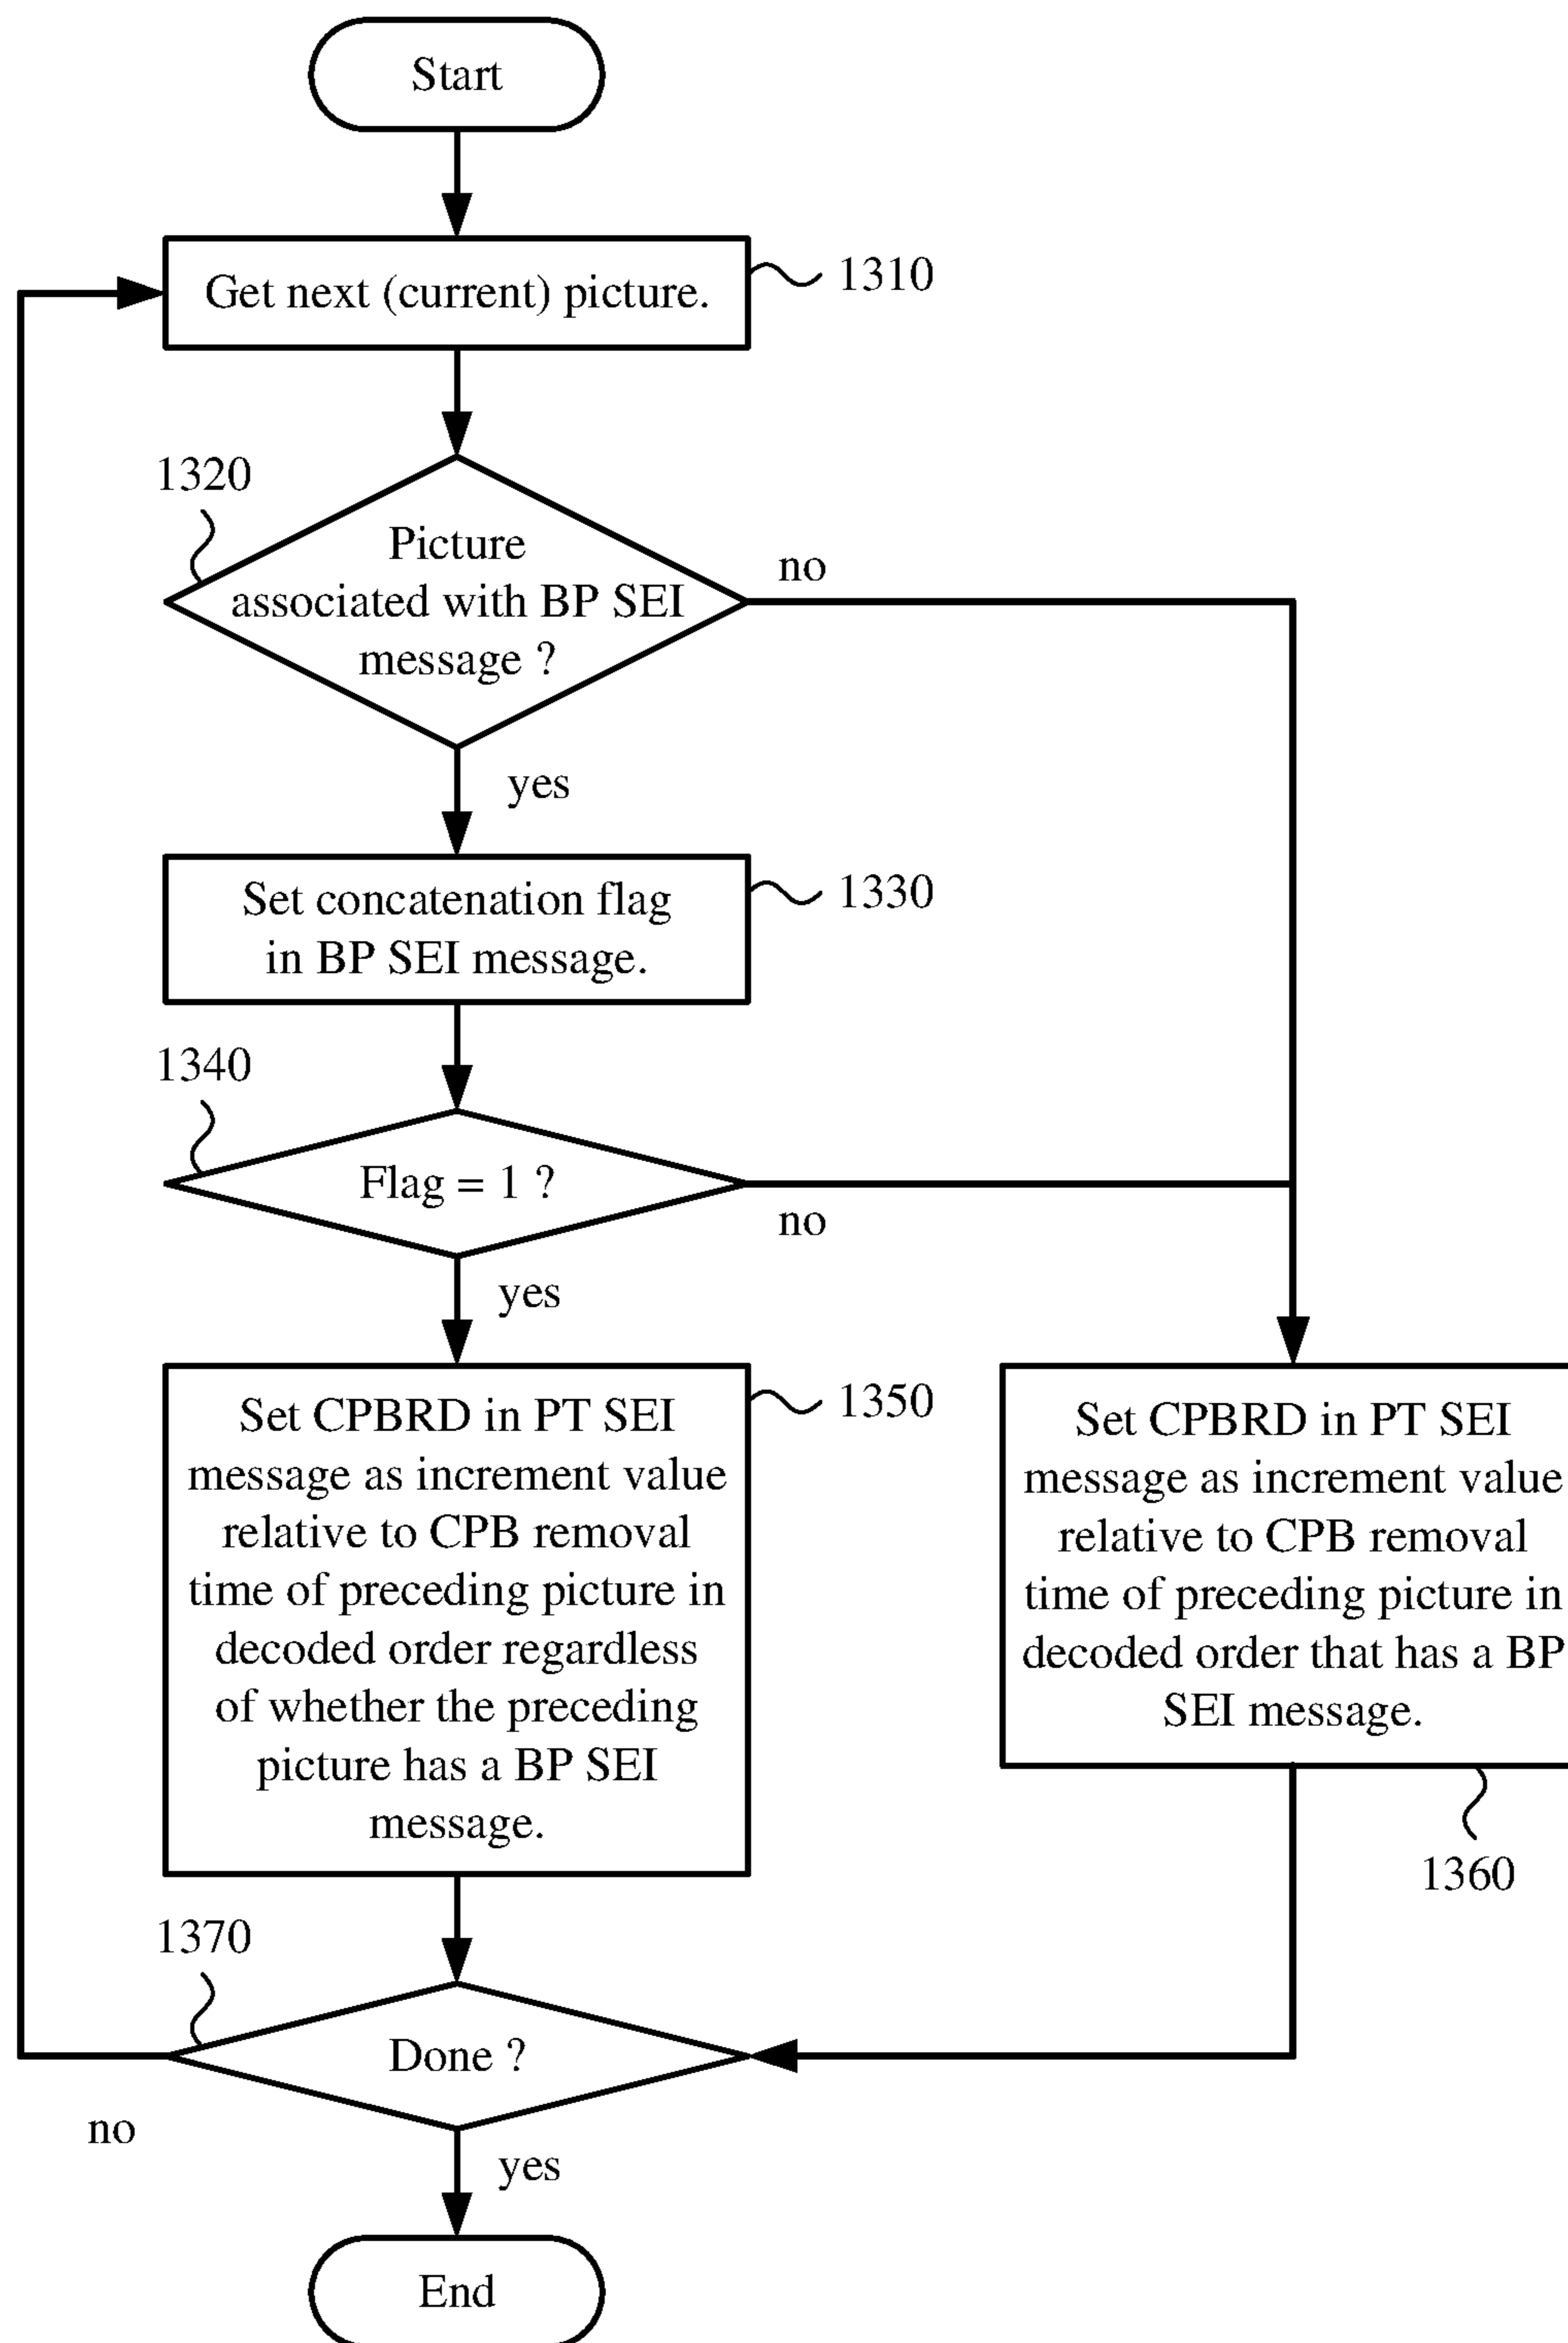 Start
Get next (current) picture.
1310
1320
Picture
associated with BP SEI
message ?
no
yes
Set concatenation flag
in BP SEI message.
1330
1340
Flag = 1 ?
no
yes
Set CPBRD in PT SEI
message as increment value
relative to CPB removal
time of preceding picture in
decoded order regardless
of whether the preceding
picture has a BP SEI
message.
1350
Set CPBRD in PT SEI
message as increment value
relative to CPB removal
time of preceding picture in
decoded order that has a BP
SEI message.
1360
1370
Done ?
no
yes
End